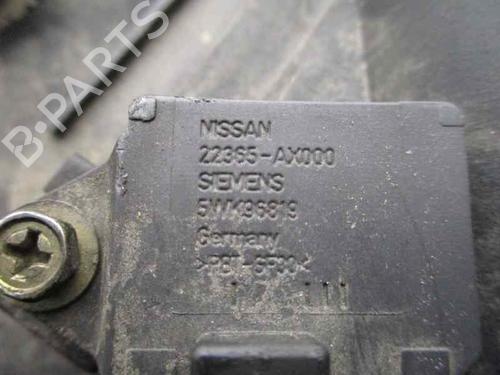 B-PARTS
NISSAN
22365-AX000
SIEMENS
5WK96819
Germany
>PBT-GF30<